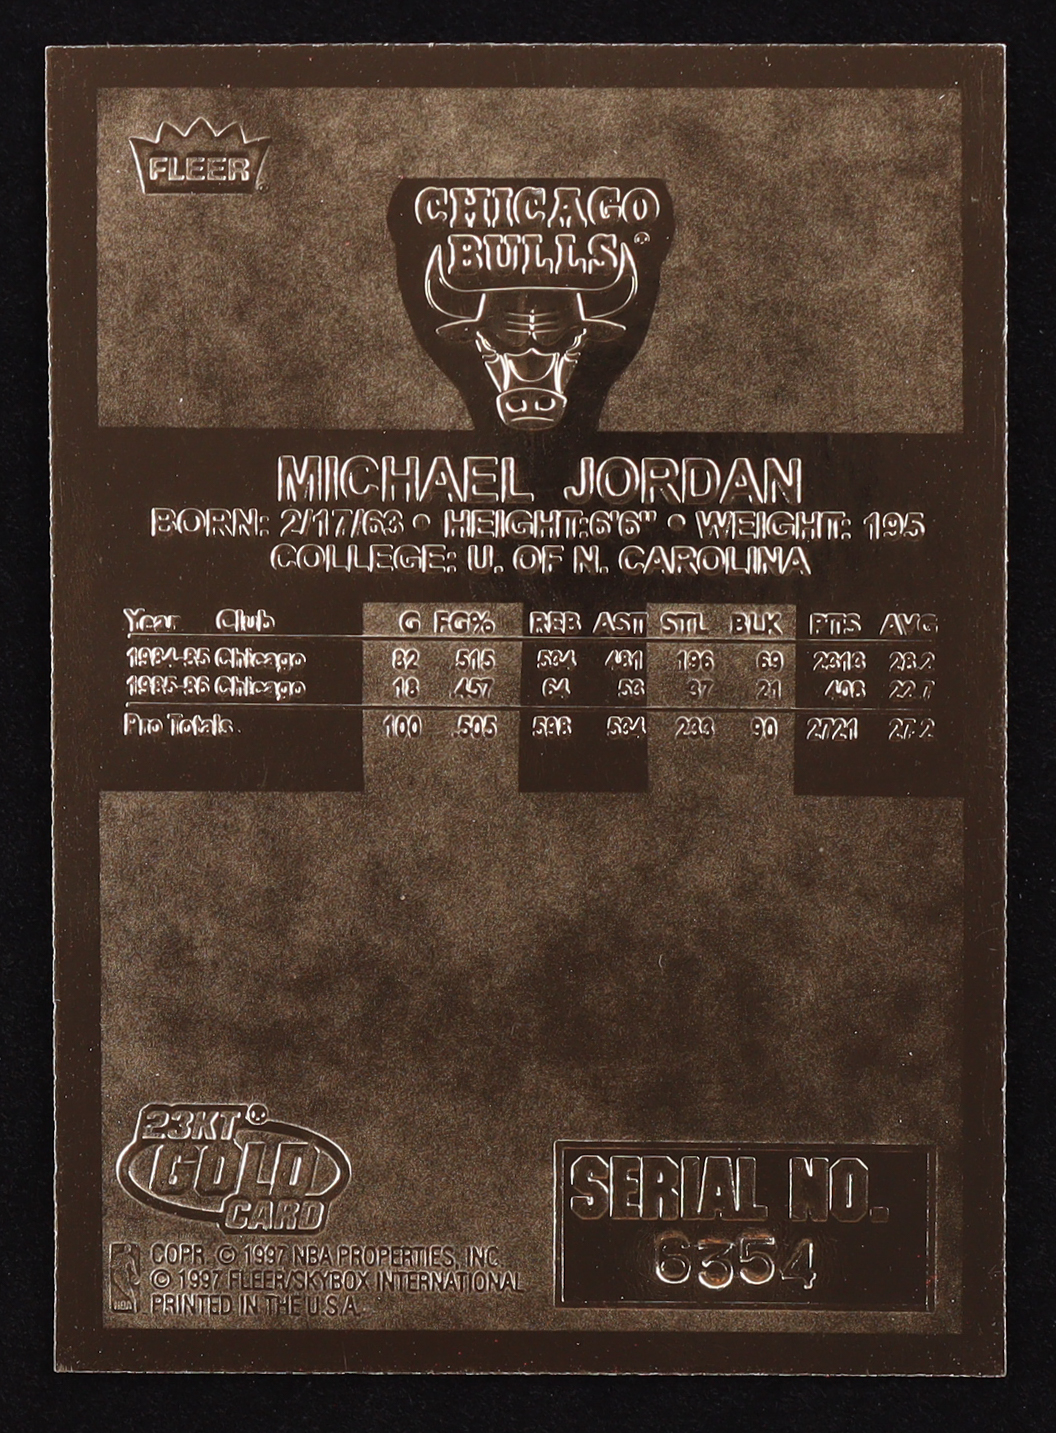 FLEER
CHICAGO
BULLS
MICHAEL JORDAN
BORN: 2/17/63 • HEIGHT:6'6" • WEIGHT: 195
COLLEGE: U. OF N. CAROLINA
Year Club G FG% REB AST STL BLK PTS AVG
1984-85 Chicago 82 .515 534 481 196 69 2313 28.2
1985-86 Chicago 18 .457 64 53 37 21 408 22.7
Pro Totals 100 .505 598 534 233 90 2721 27.2
23KT
GOLD
CARD
SERIAL NO.
6354
COPR. © 1997 NBA PROPERTIES, INC.
© 1997 FLEER/SKYBOX INTERNATIONAL
PRINTED IN THE U.S.A.
NBA